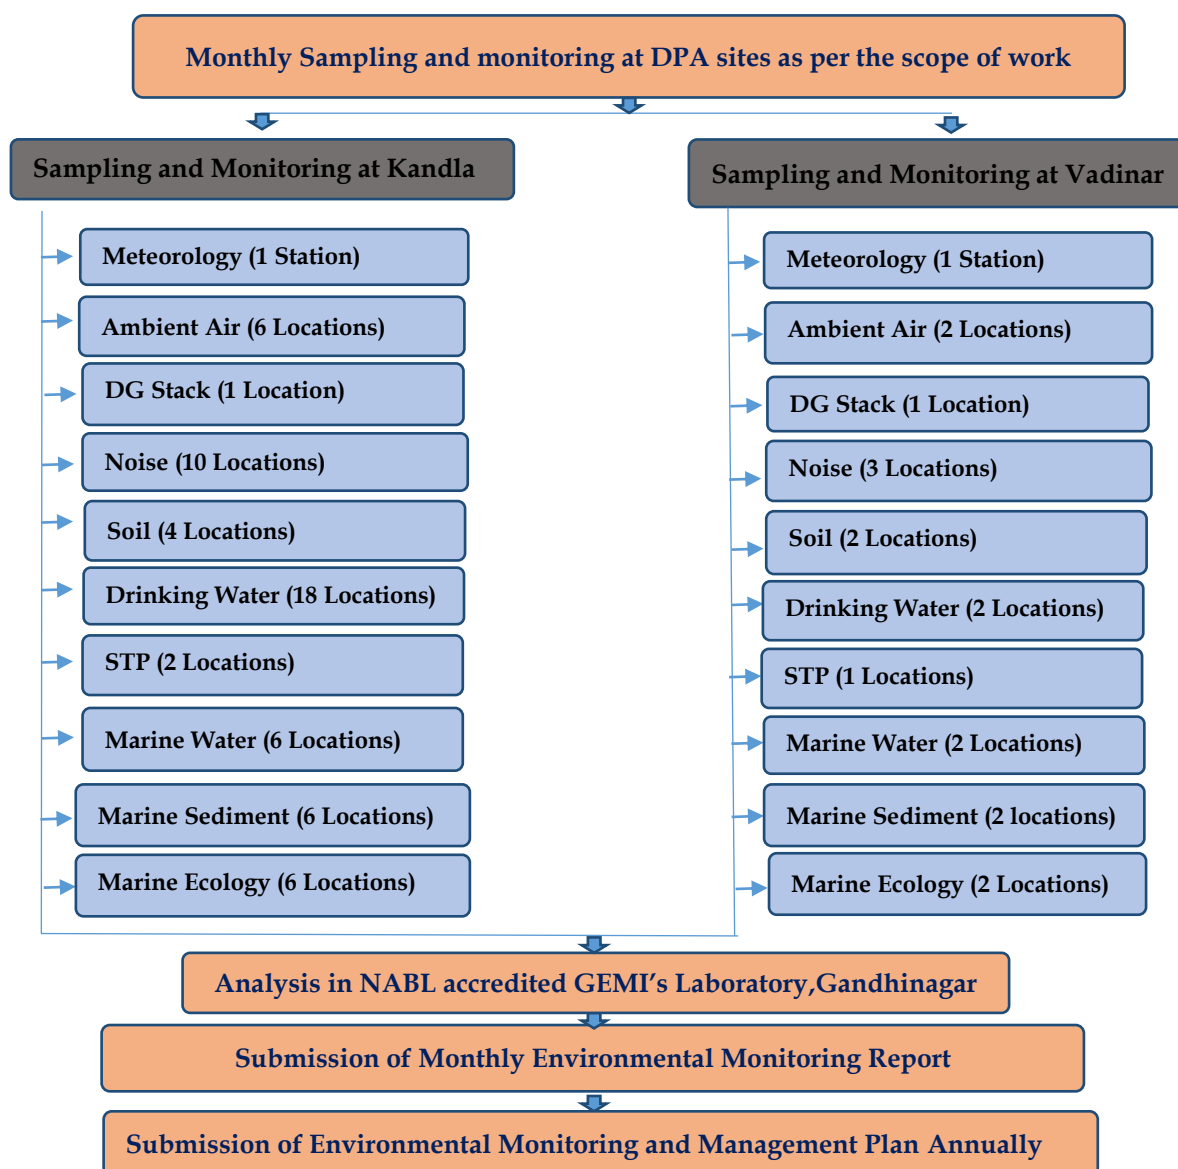 Monthly Sampling and monitoring at DPA sites as per the scope of work
Sampling and Monitoring at Kandla
Meteorology (1 Station)
Ambient Air (6 Locations)
DG Stack (1 Location)
Noise (10 Locations)
Soil (4 Locations)
Drinking Water (18 Locations)
STP (2 Locations)
Marine Water (6 Locations)
Marine Sediment (6 Locations)
Marine Ecology (6 Locations)
Sampling and Monitoring at Vadinar
Meteorology (1 Station)
Ambient Air (2 Locations)
DG Stack (1 Location)
Noise (3 Locations)
Soil (2 Locations)
Drinking Water (2 Locations)
STP (1 Locations)
Marine Water (2 Locations)
Marine Sediment (2 locations)
Marine Ecology (2 Locations)
Analysis in NABL accredited GEMI’s Laboratory,Gandhinagar
Submission of Monthly Environmental Monitoring Report
Submission of Environmental Monitoring and Management Plan Annually